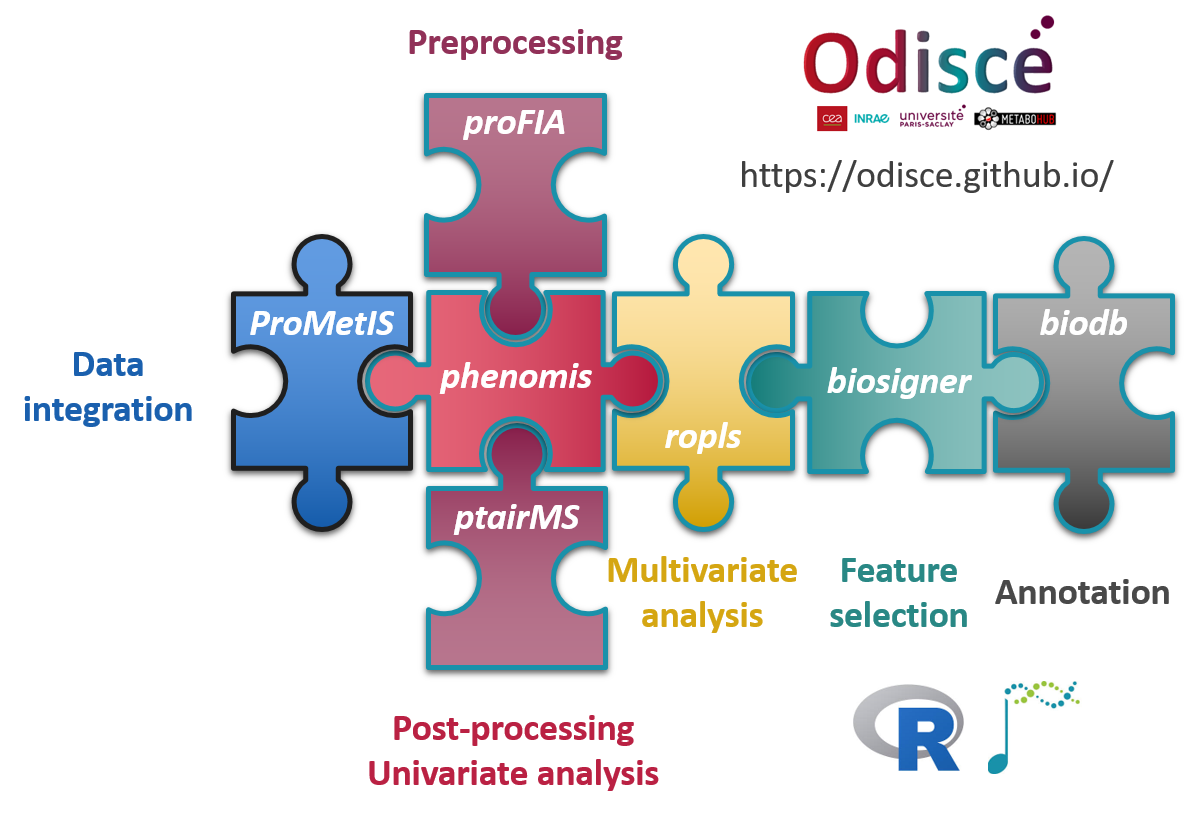 Preprocessing
Odisce
cea
INRAE
université
PARIS-SACLAY
METABOHUB
https://odisce.github.io/
proFIA
ProMetIS
phenomis
ropls
biosigner
biodb
ptairMS
Data
integration
Multivariate
analysis
Feature
selection
Annotation
Post-processing
Univariate analysis
R